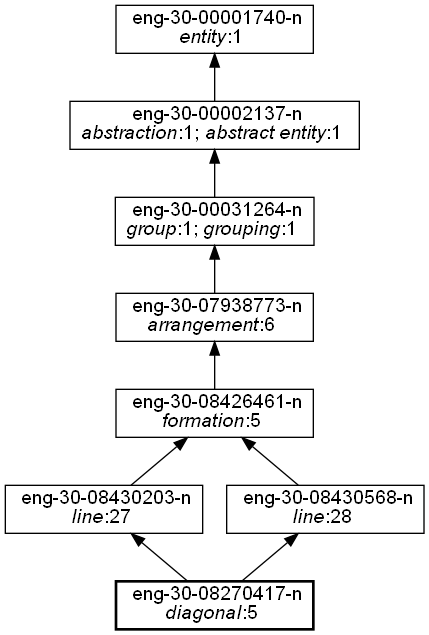 eng-30-00001740-n
entity:1
eng-30-00002137-n
abstraction:1; abstract entity:1
eng-30-00031264-n
group:1; grouping:1
eng-30-07938773-n
arrangement:6
eng-30-08426461-n
formation:5
eng-30-08430203-n
line:27
eng-30-08430568-n
line:28
eng-30-08270417-n
diagonal:5